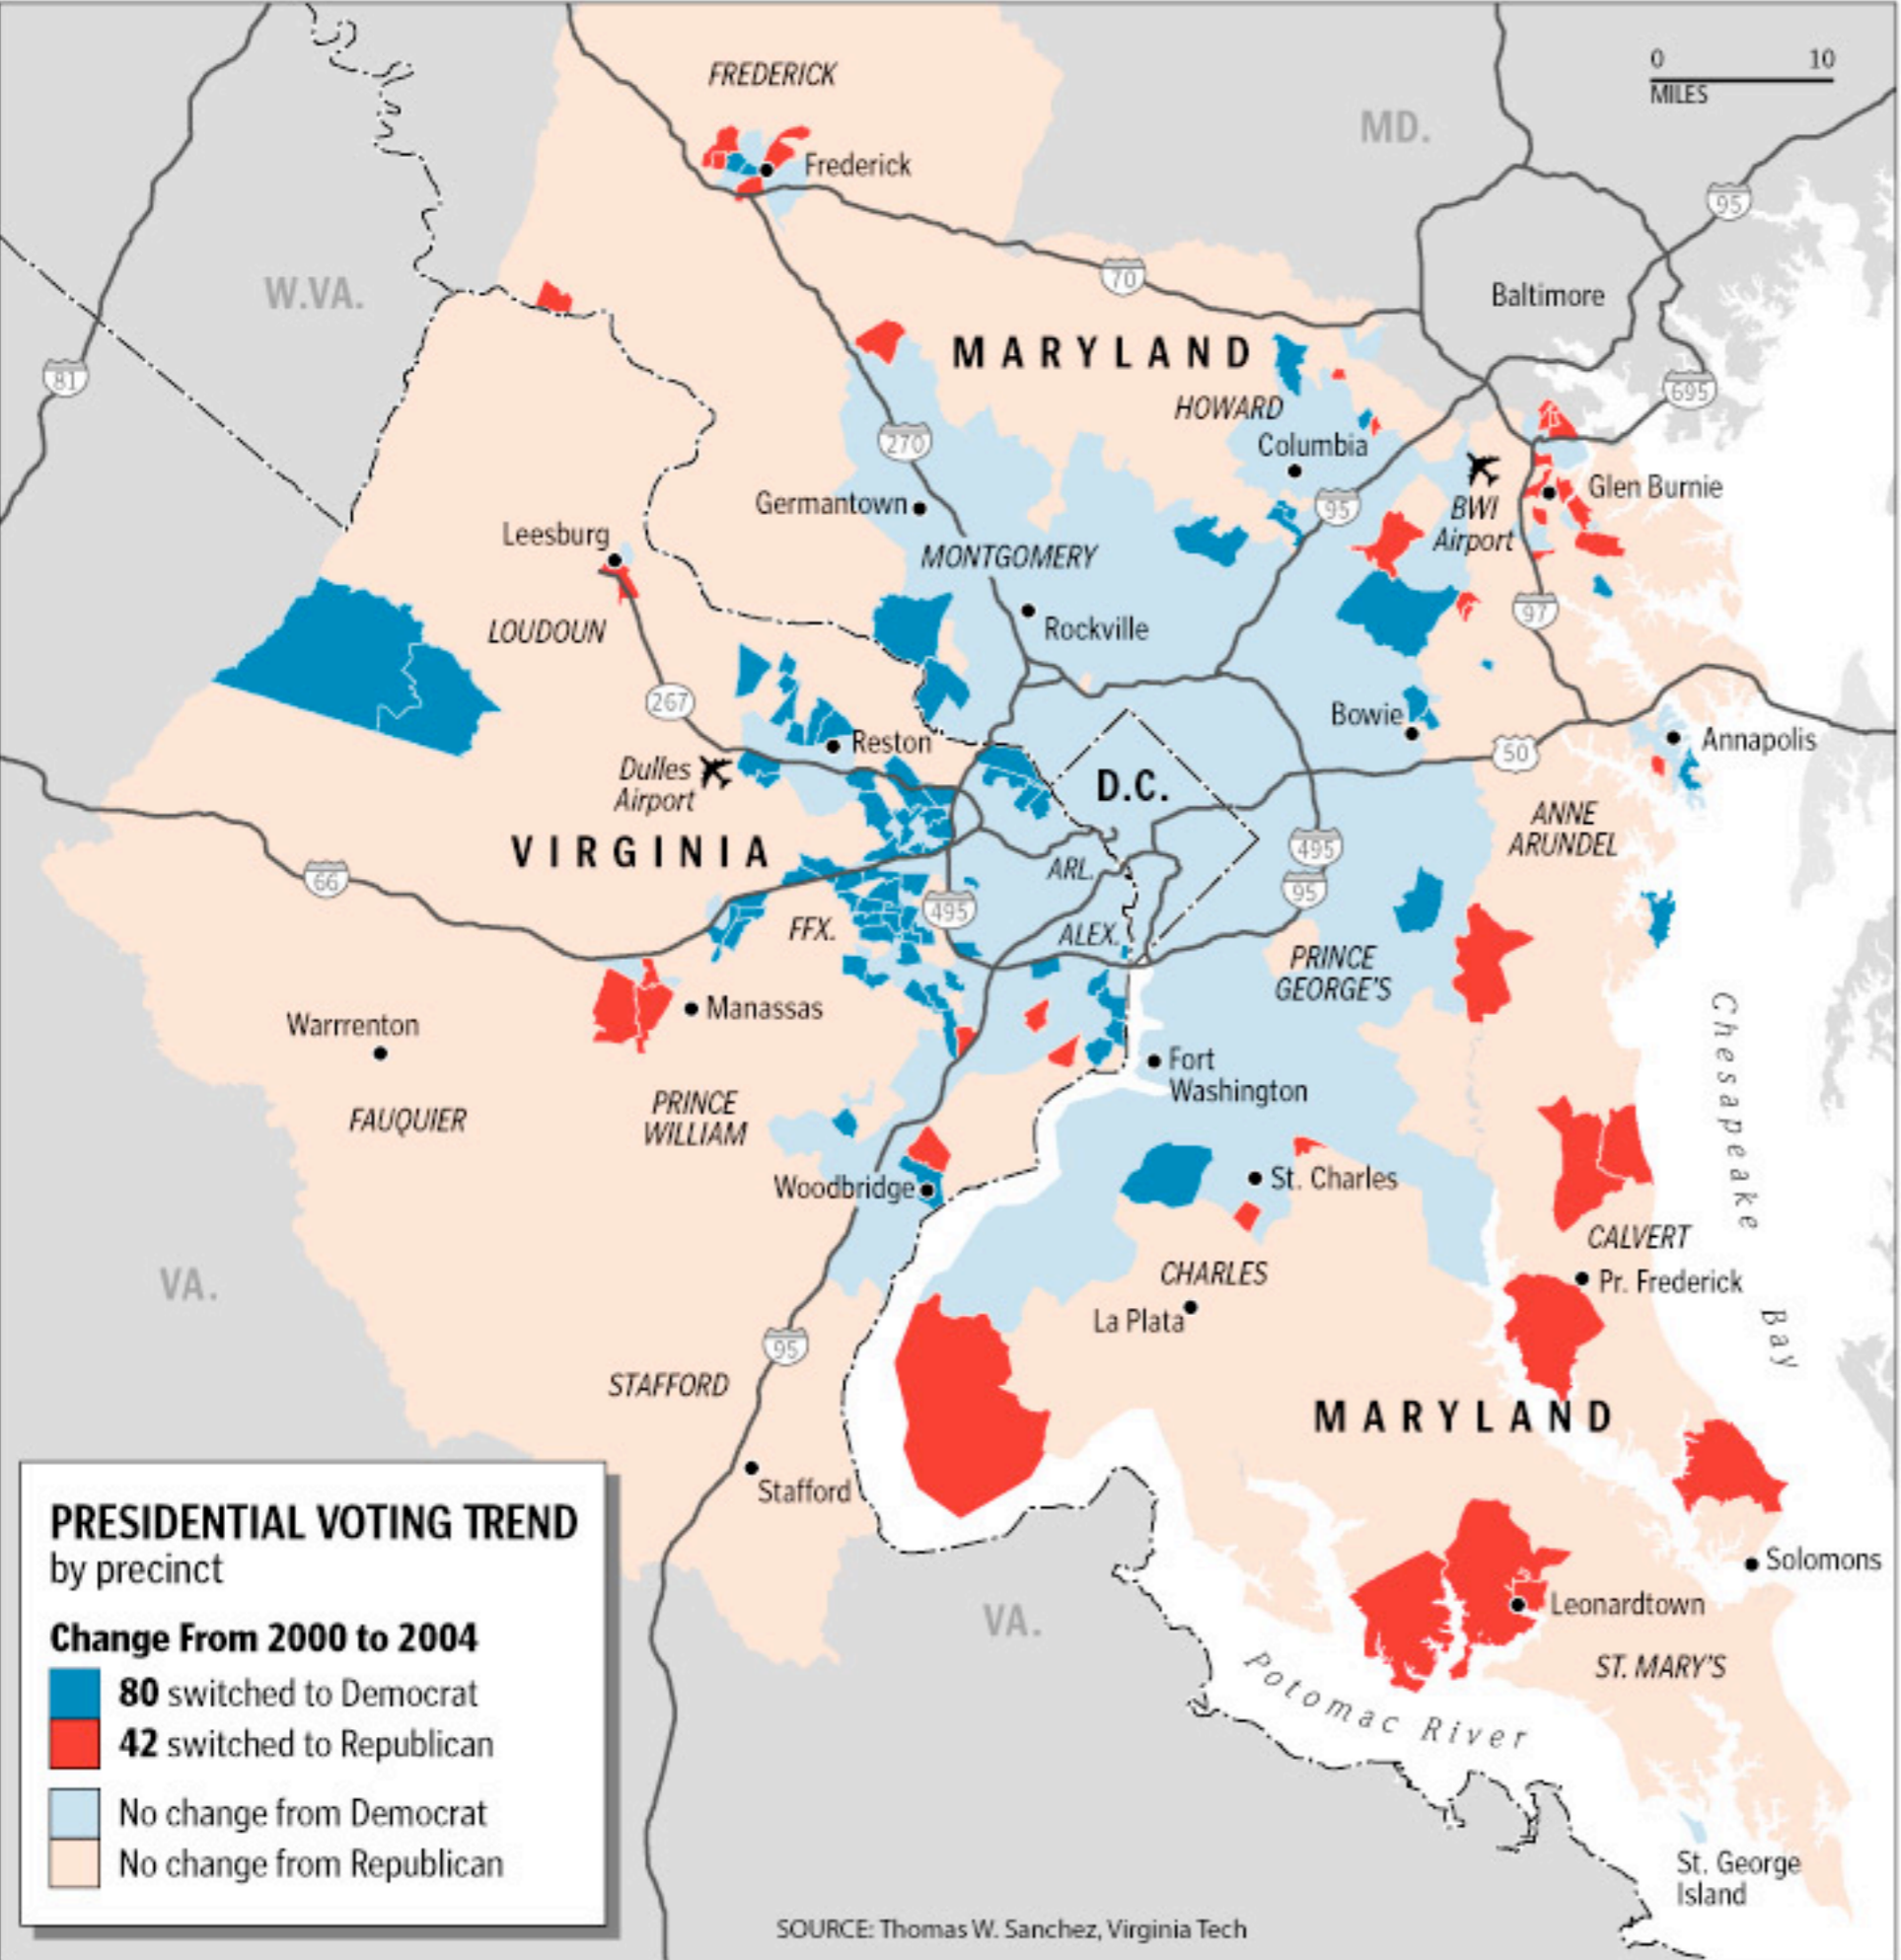 FREDERICK
Frederick
0 10
MILES
MD.
95
70
Baltimore
W.VA.
81
MARYLAND
HOWARD
Columbia
695
270
Germantown
95
BWI
Airport
Glen Burnie
Leesburg
MONTGOMERY
97
LOUDOUN
Rockville
267
Bowie
Reston
50
Annapolis
Dulles
Airport
D.C.
ANNE
ARUNDEL
VIRGINIA
ARL.
495
95
66
495
FFX.
ALEX.
PRINCE
GEORGE'S
Manassas
Warrrenton
Fort
Washington
Chesapeake Bay
FAUQUIER
PRINCE
WILLIAM
Woodbridge
St. Charles
CALVERT
Pr. Frederick
VA.
CHARLES
La Plata
95
STAFFORD
MARYLAND
Stafford
Solomons
Leonardtown
VA.
ST. MARY'S
Potomac River
St. George
Island
PRESIDENTIAL VOTING TREND
by precinct
Change From 2000 to 2004
80 switched to Democrat
42 switched to Republican
No change from Democrat
No change from Republican
SOURCE: Thomas W. Sanchez, Virginia Tech